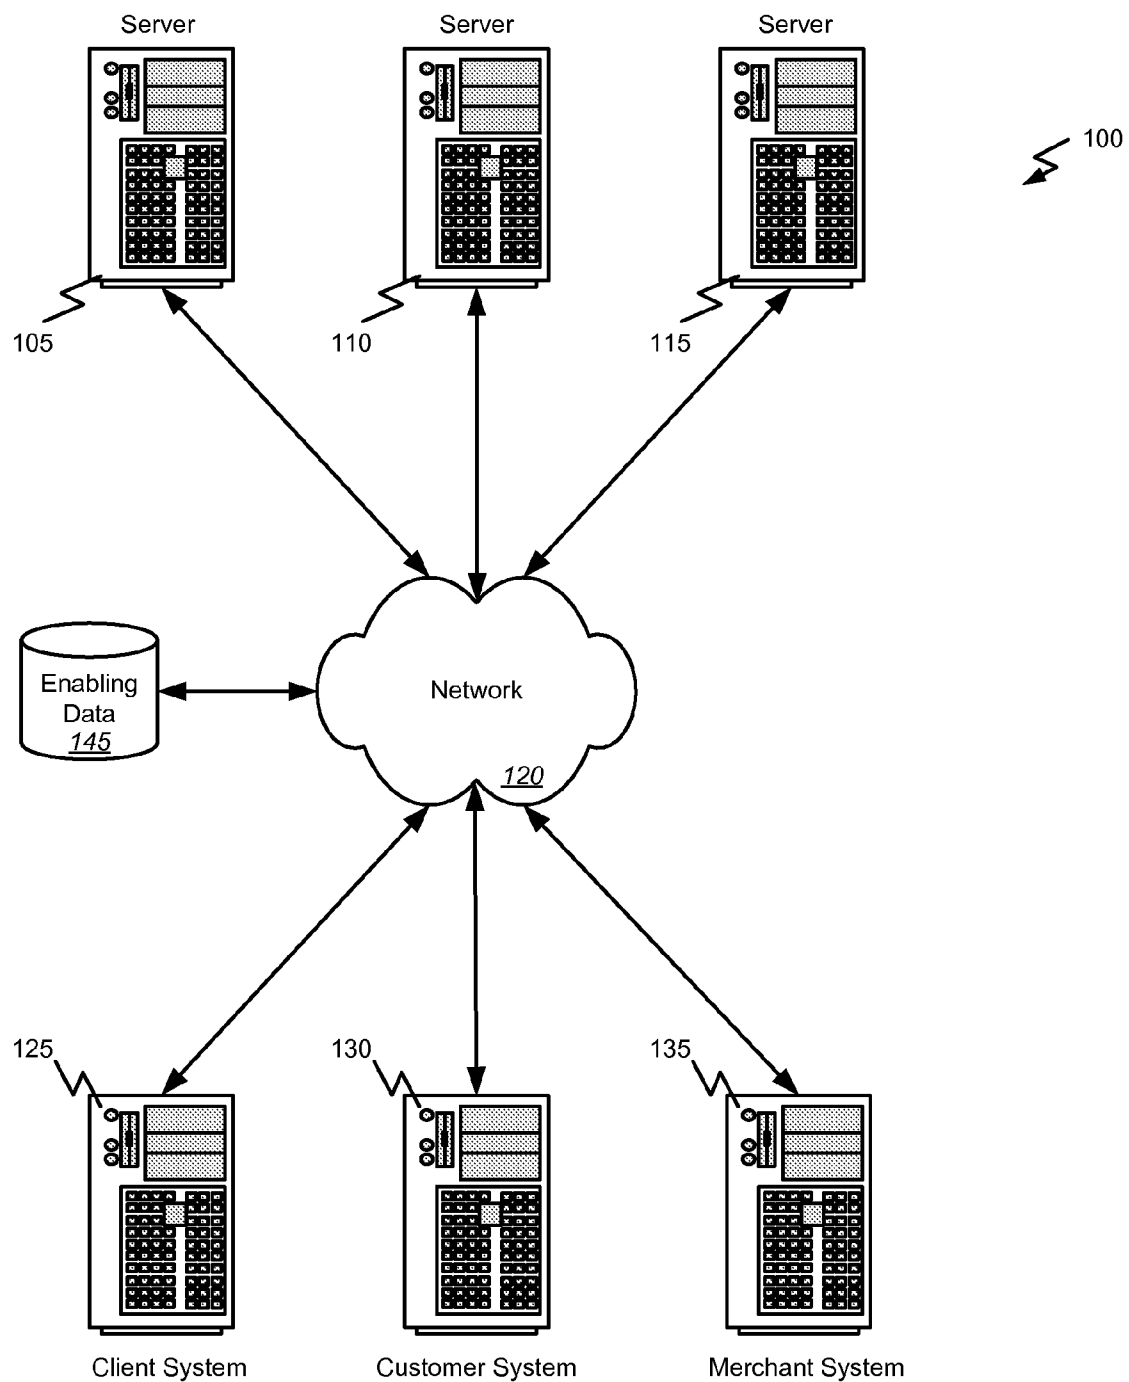 Server
Server
Server
100
105
110
115
Enabling
Data
145
Network
120
125
130
135
Client System
Customer System
Merchant System